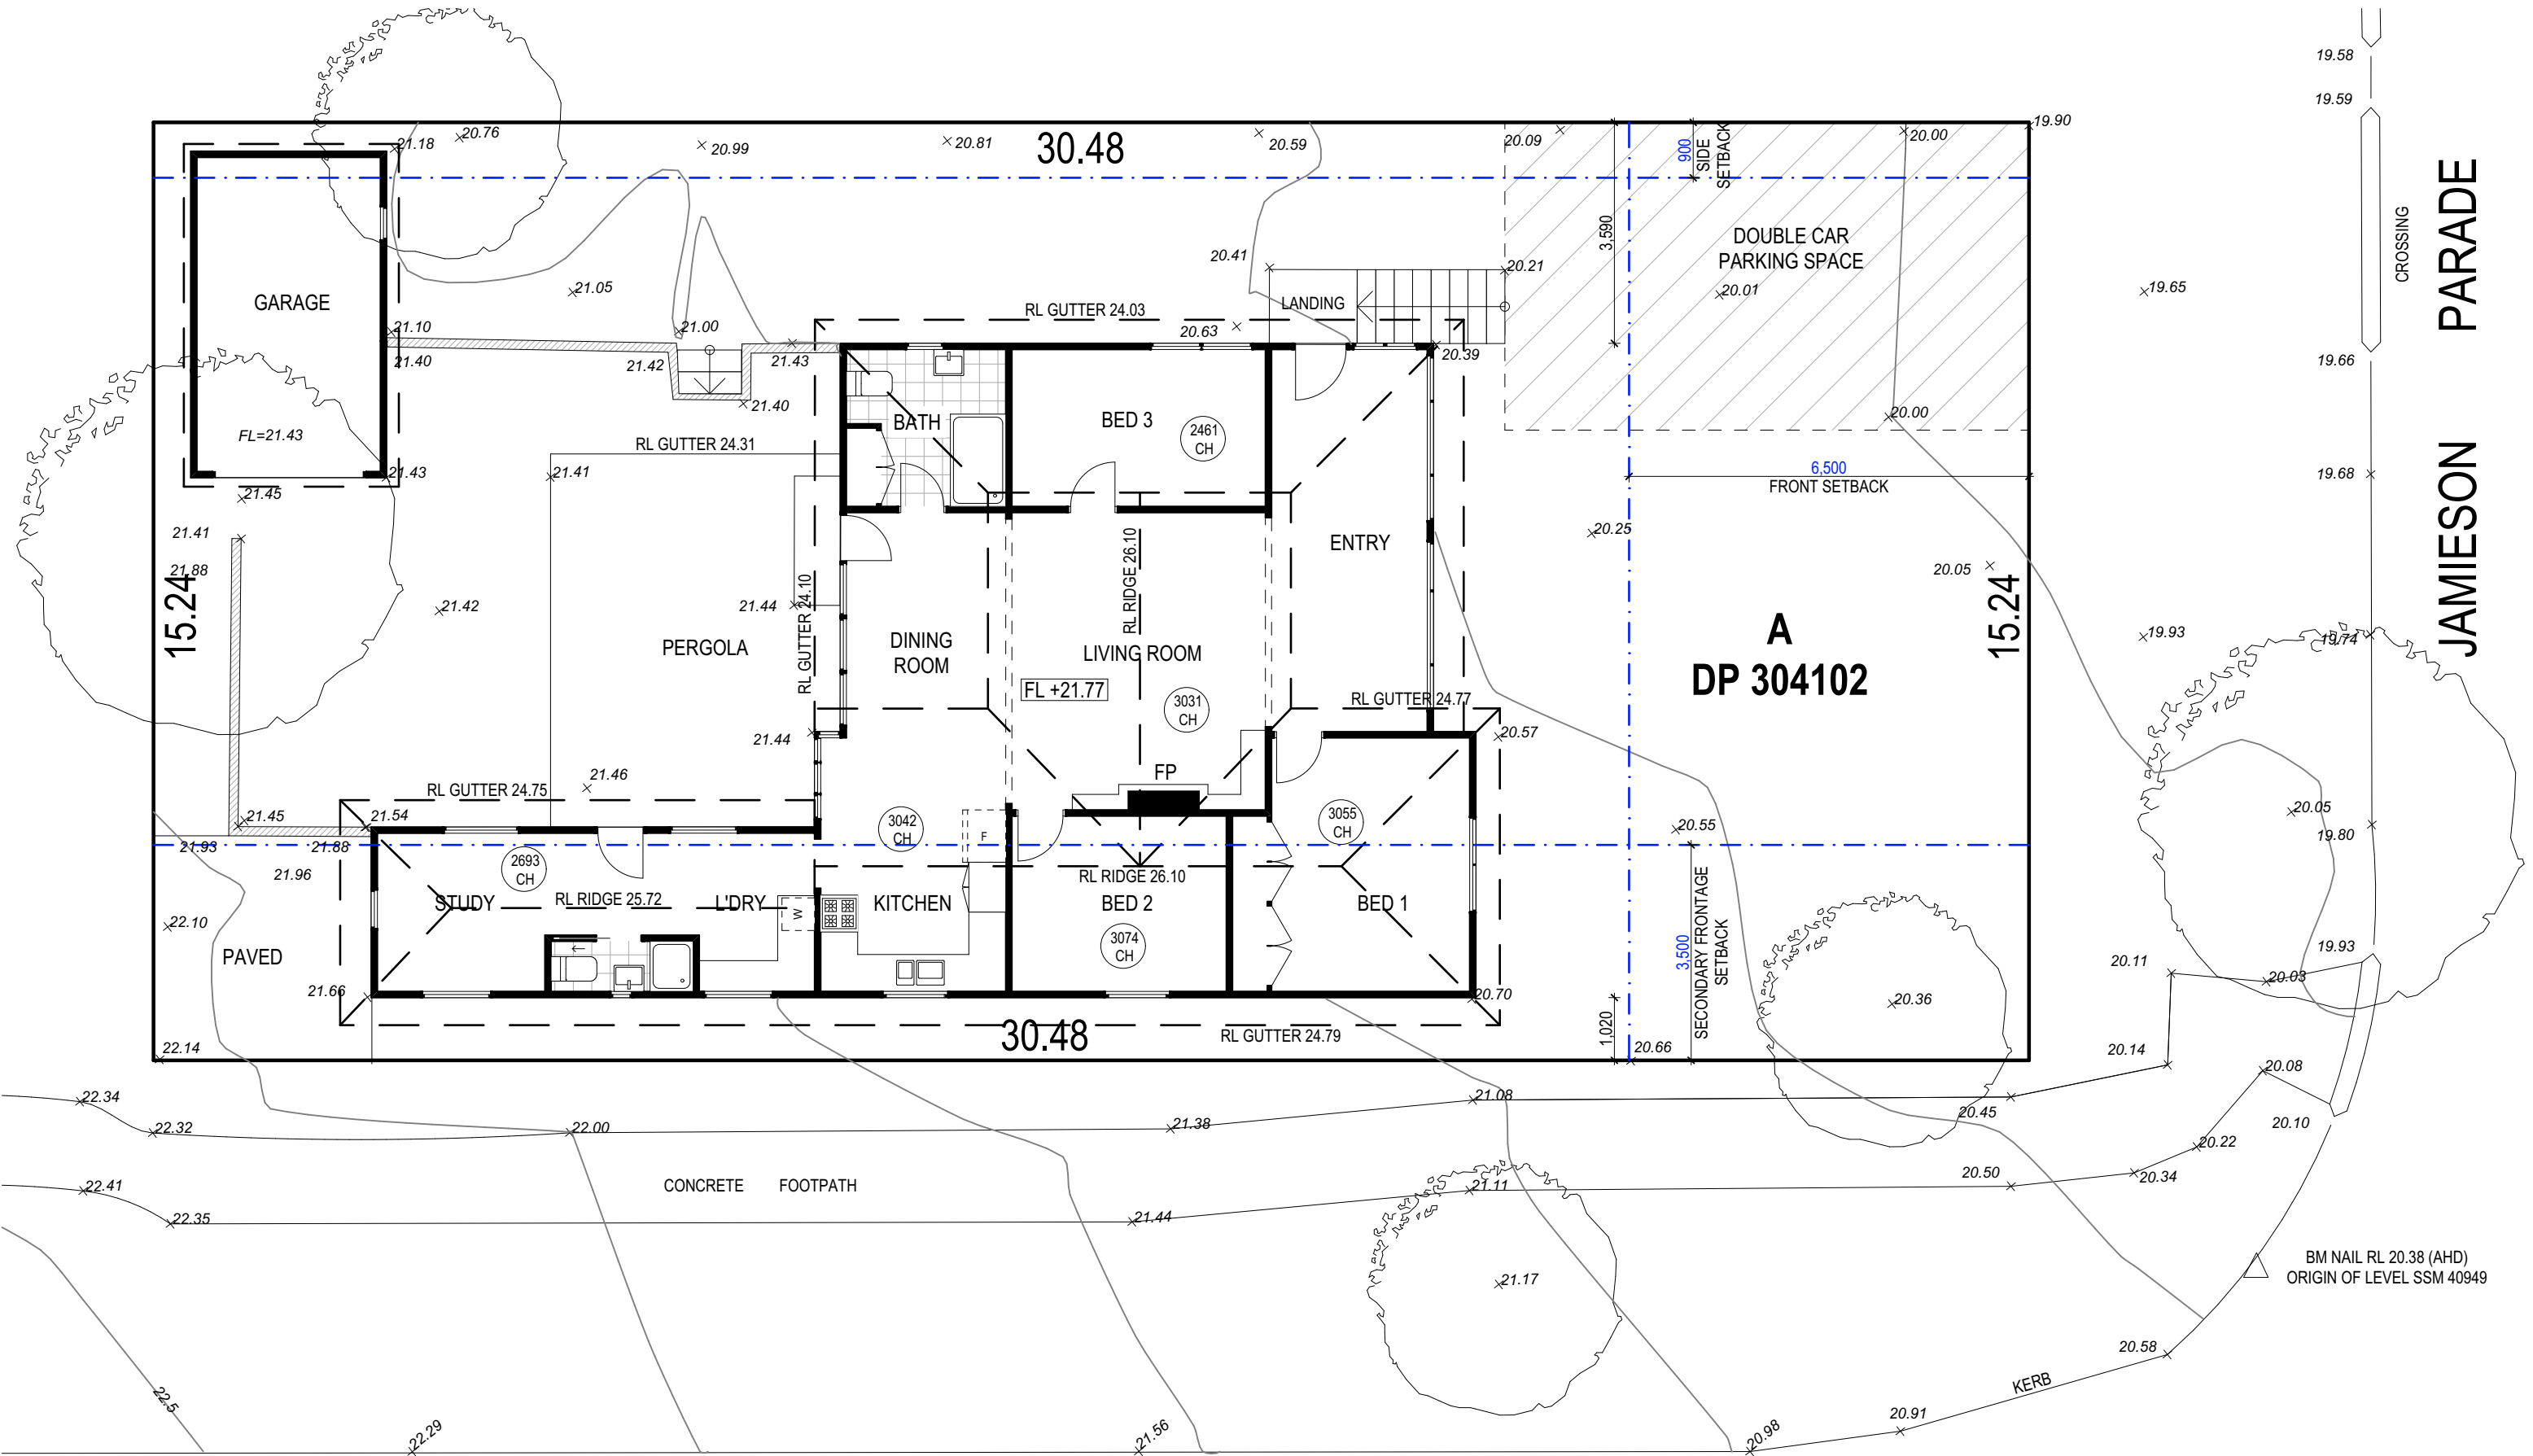 19.58
19.59
19.90
20.76
21.18
20.99
20.81
30.48
20.59
20.09
20.00
900
SIDE
SETBACK
3,590
DOUBLE CAR
PARKING SPACE
20.01
CROSSING
JAMIESON PARADE
19.65
GARAGE
21.05
20.41
20.21
LANDING
RL GUTTER 24.03
21.10
21.00
20.63
20.39
19.66
21.40
21.42
21.43
21.40
BATH
BED 3
2461
CH
20.00
FL=21.43
RL GUTTER 24.31
21.43
21.41
6,500
FRONT SETBACK
19.68
21.45
21.41
20.25
ENTRY
RL RIDGE 26.10
21.88
15.24
20.05
15.24
21.42
21.44
RL GUTTER 24.10
PERGOLA
DINING
ROOM
LIVING ROOM
A
DP 304102
19.93
19.74
FL +21.77
3031
CH
RL GUTTER 24.77
21.44
20.57
FP
21.46
RL GUTTER 24.75
21.45
21.54
3042
CH
F
3055
CH
20.55
20.05
19.80
21.93
21.88
2693
CH
21.96
RL RIDGE 26.10
STUDY
RL RIDGE 25.72
L'DRY
W
KITCHEN
BED 2
BED 1
3,500
SECONDARY FRONTAGE
SETBACK
22.10
PAVED
3074
CH
19.93
20.11
20.03
21.66
20.70
20.36
30.48
RL GUTTER 24.79
1,020
20.66
22.14
20.14
20.08
22.34
21.08
20.45
22.32
22.00
21.38
20.10
20.22
22.41
CONCRETE FOOTPATH
21.11
20.50
20.34
22.35
21.44
21.17
BM NAIL RL 20.38 (AHD)
ORIGIN OF LEVEL SSM 40949
20.58
22.5
KERB
20.91
22.29
21.56
20.98